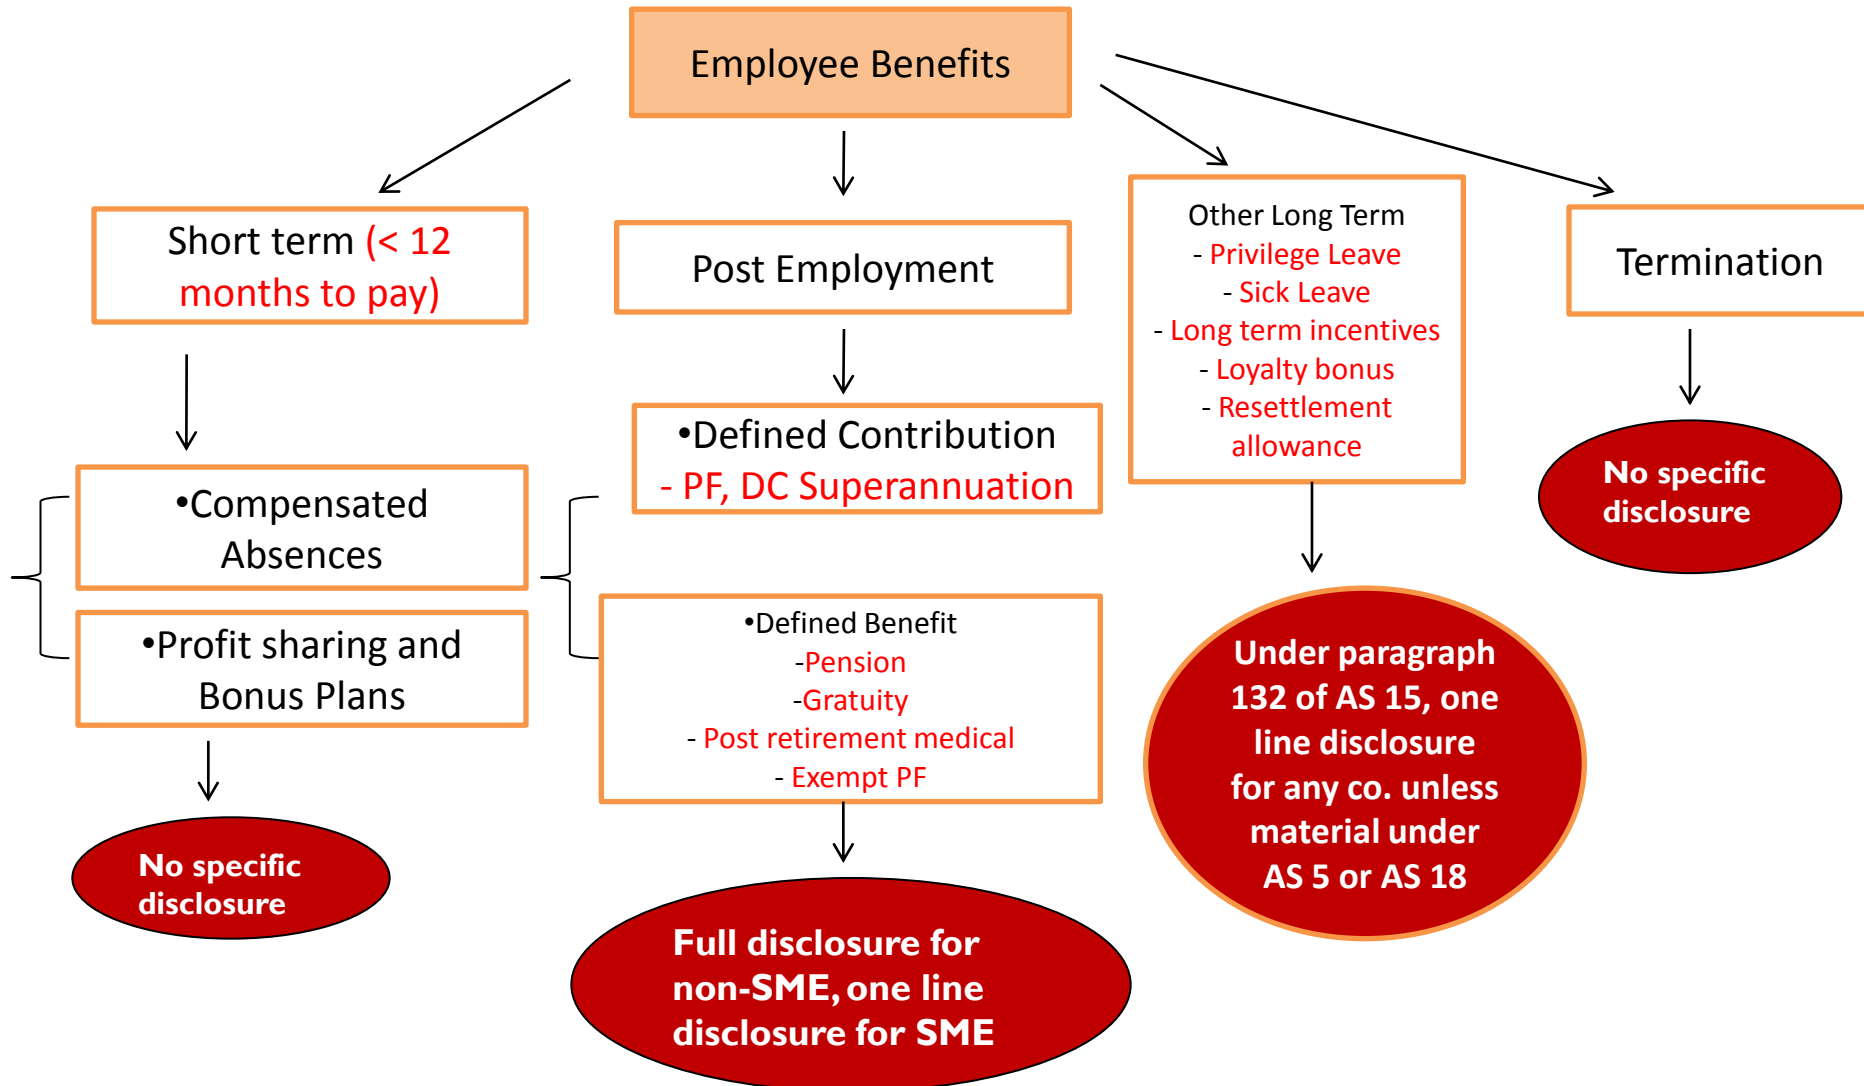 Employee Benefits
Short term (< 12
months to pay)
Post Employment
Other Long Term
- Privilege Leave
- Sick Leave
- Long term incentives
- Loyalty bonus
- Resettlement
allowance
Termination
•Compensated
Absences
•Profit sharing and
Bonus Plans
No specific
disclosure
•Defined Contribution
- PF, DC Superannuation
•Defined Benefit
-Pension
-Gratuity
- Post retirement medical
- Exempt PF
Full disclosure for
non-SME, one line
disclosure for SME
Under paragraph
132 of AS 15, one
line disclosure
for any co. unless
material under
AS 5 or AS 18
No specific
disclosure